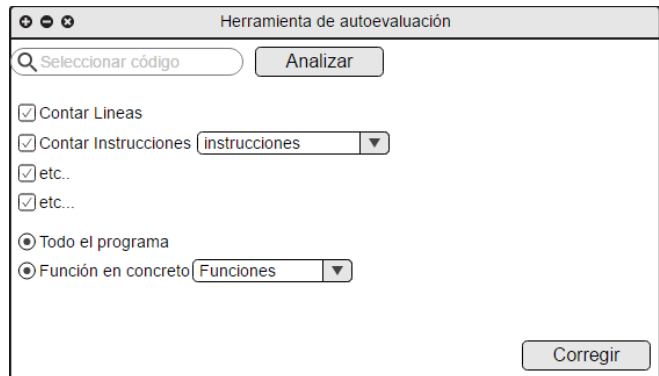 Herramienta de autoevaluación
Seleccionar código Analizar
Contar Lineas
Contar Instrucciones instrucciones
etc..
etc...
Todo el programa
Función en concreto Funciones
Corregir